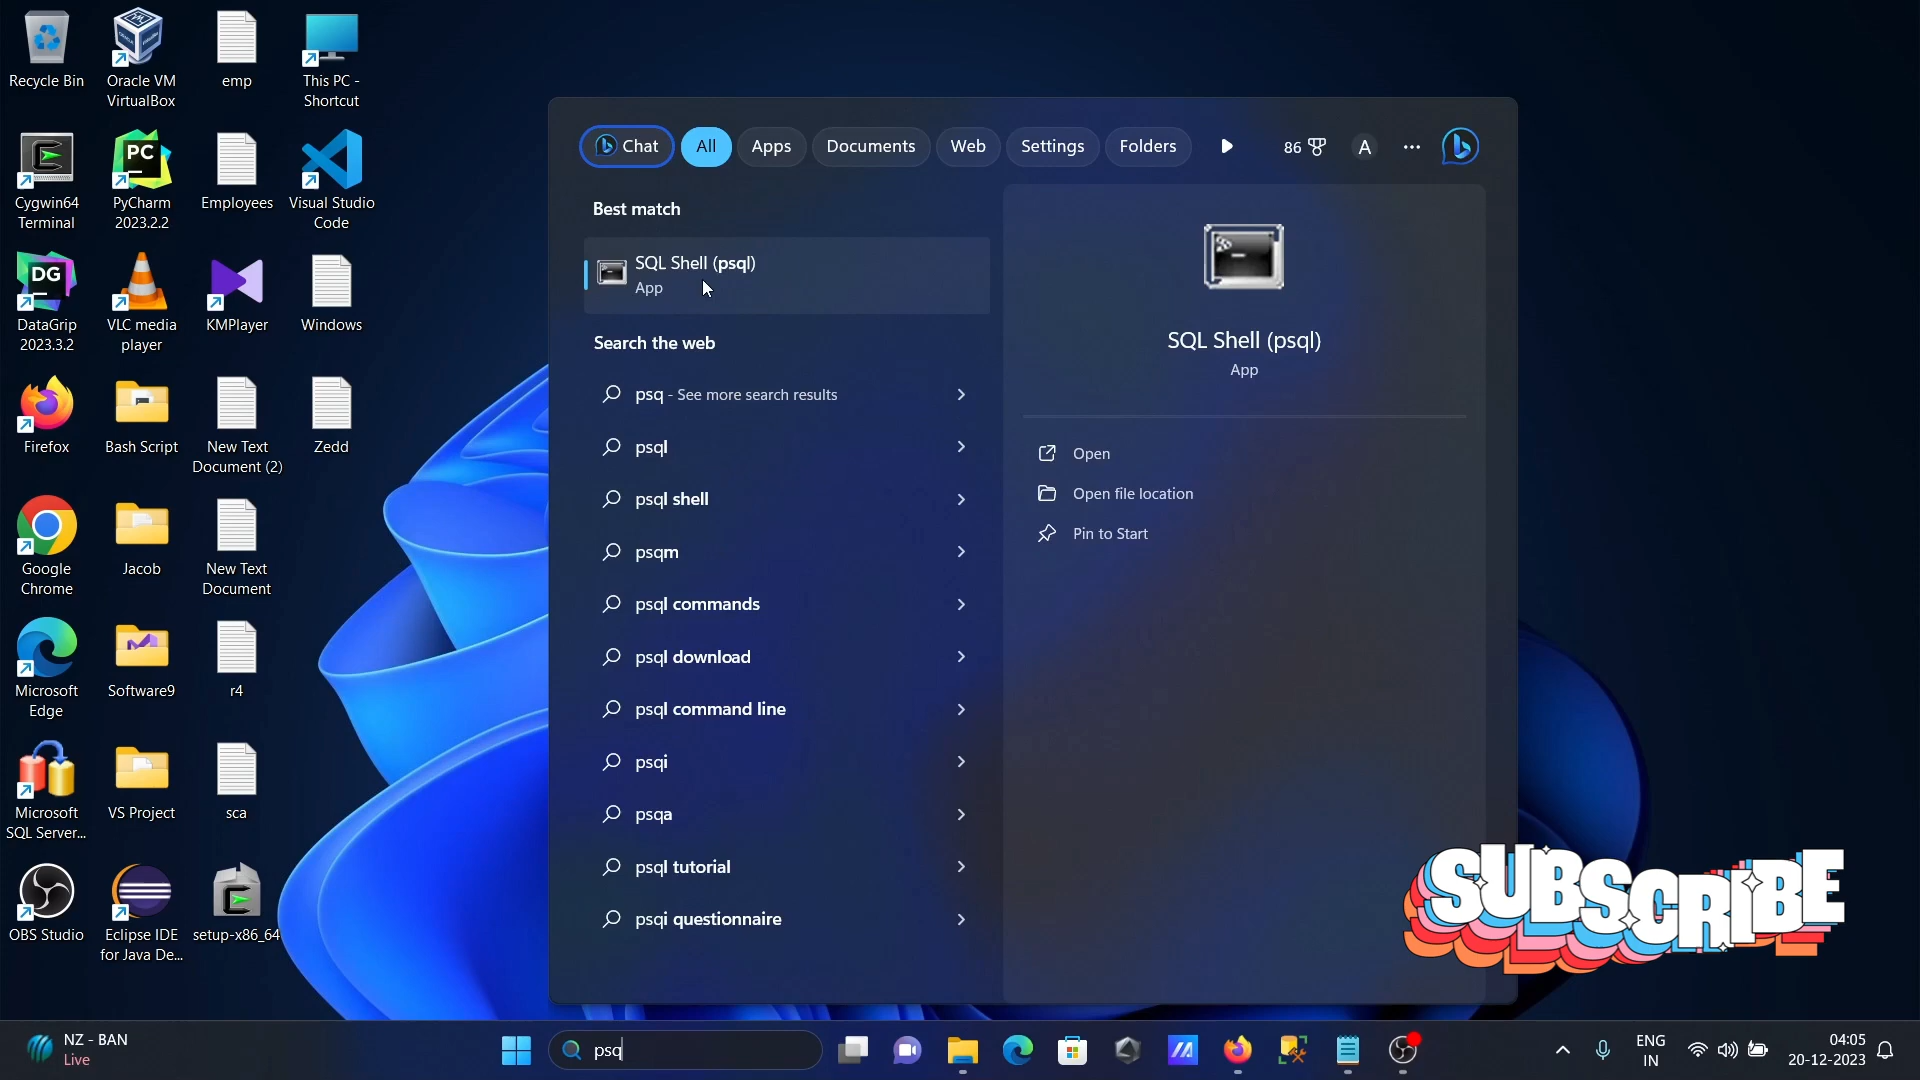 Recycle Bin
Oracle VM
VirtualBox
emp
This PC -
Shortcut
Cygwin64
Terminal
PC
PyCharm
2023.2.2
Employees
Visual Studio
Code
DG
DataGrip
2023.3.2
VLC media
player
KMPlayer
Windows
Firefox
Bash Script
New Text
Document (2)
Zedd
Google
Chrome
Jacob
New Text
Document
Microsoft
Edge
Software9
r4
Microsoft
SQL Server...
VS Project
sca
OBS Studio
Eclipse IDE
for Java De...
setup-x86_64
Chat
All
Apps
Documents
Web
Settings
Folders
86
A
Best match
SQL Shell (psql)
App
Search the web
psq - See more search results
psql
psql shell
psqm
psql commands
psql download
psql command line
psqi
psqa
psql tutorial
psqi questionnaire
SQL Shell (psql)
App
Open
Open file location
Pin to Start
SUBSCRIBE
NZ - BAN
Live
psq
ENG
IN
04:05
20-12-2023